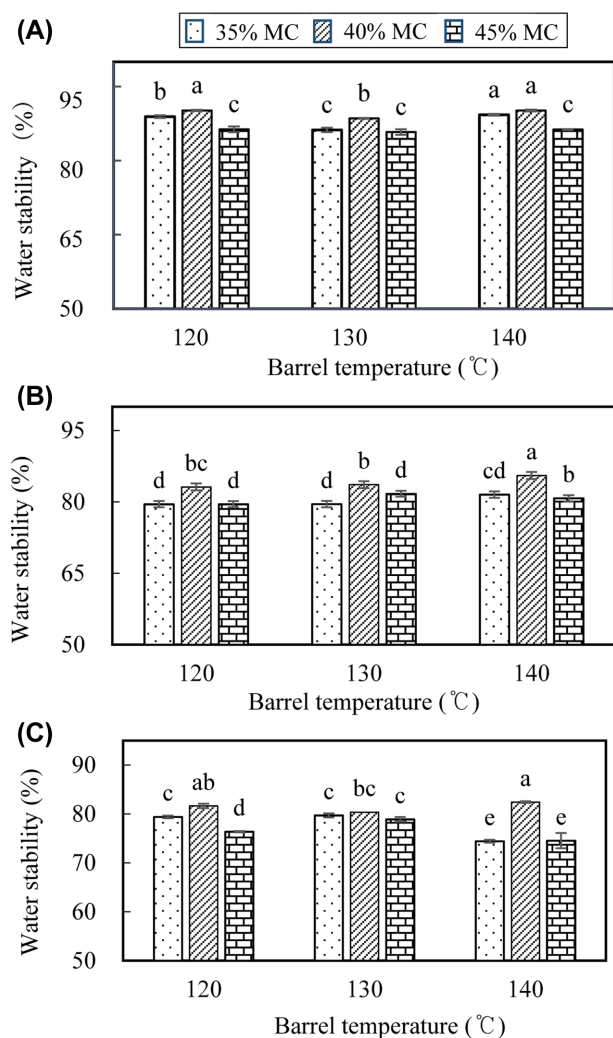 (A)
35% MC 40% MC 45% MC
Water stability (%)
95
80
65
50
b a c c b c a a c
120 130 140
Barrel temperature (℃)
(B)
Water stability (%)
95
80
65
50
d bc d d b d cd a b
120 130 140
Barrel temperature (℃)
(C)
Water stability (%)
90
80
70
60
50
c ab d c bc c e a e
120 130 140
Barrel temperature (℃)